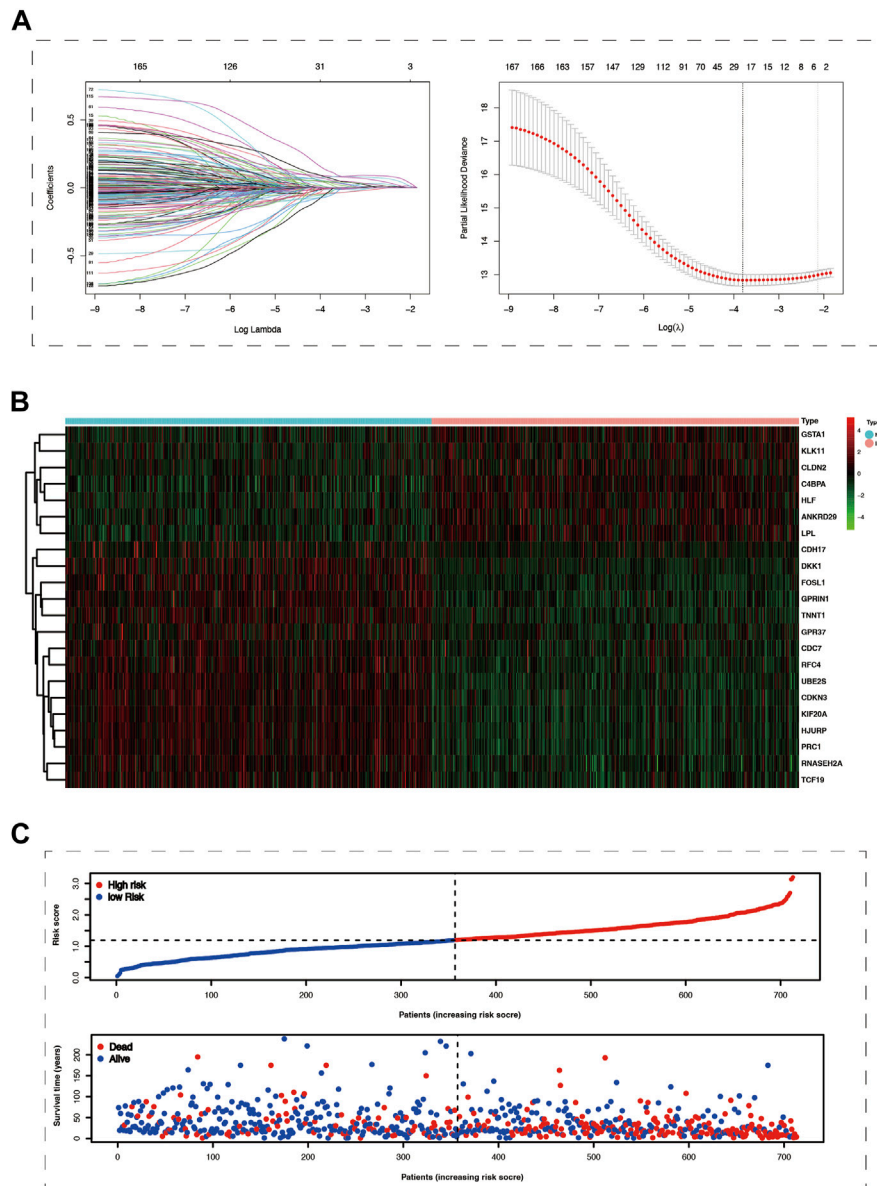 A
165 126 31 3
Coefficients
0.5
0.0
−0.5
−9 −8 −7 −6 −5 −4 −3 −2 −1
Log Lambda
167 166 163 157 147 129 112 91 70 45 29 17 15 12 8 6 2
Partial Likelihood Deviance
18
17
16
15
14
13
−9 −8 −7 −6 −5 −4 −3 −2
Log(λ)
B
Type
GSTA1
KLK11
CLDN2
C4BPA
HLF
ANKRD29
LPL
CDH17
DKK1
FOSL1
GPRIN1
TNNT1
GPR37
CDC7
RFC4
UBE2S
CDKN3
KIF20A
HJURP
PRC1
RNASEH2A
TCF19
4
2
0
−2
−4
C
High risk
low Risk
Risk score
3.0
2.0
1.0
0.0
0 100 200 300 400 500 600 700
Patients (increasing risk socre)
Dead
Alive
Survival time (years)
200
150
100
50
0
0 100 200 300 400 500 600 700
Patients (increasing risk socre)